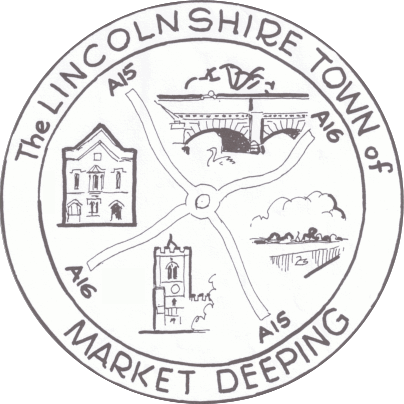 The LINCOLNSHIRE TOWN of
A15
A16
A16
A15
MARKET DEEPING